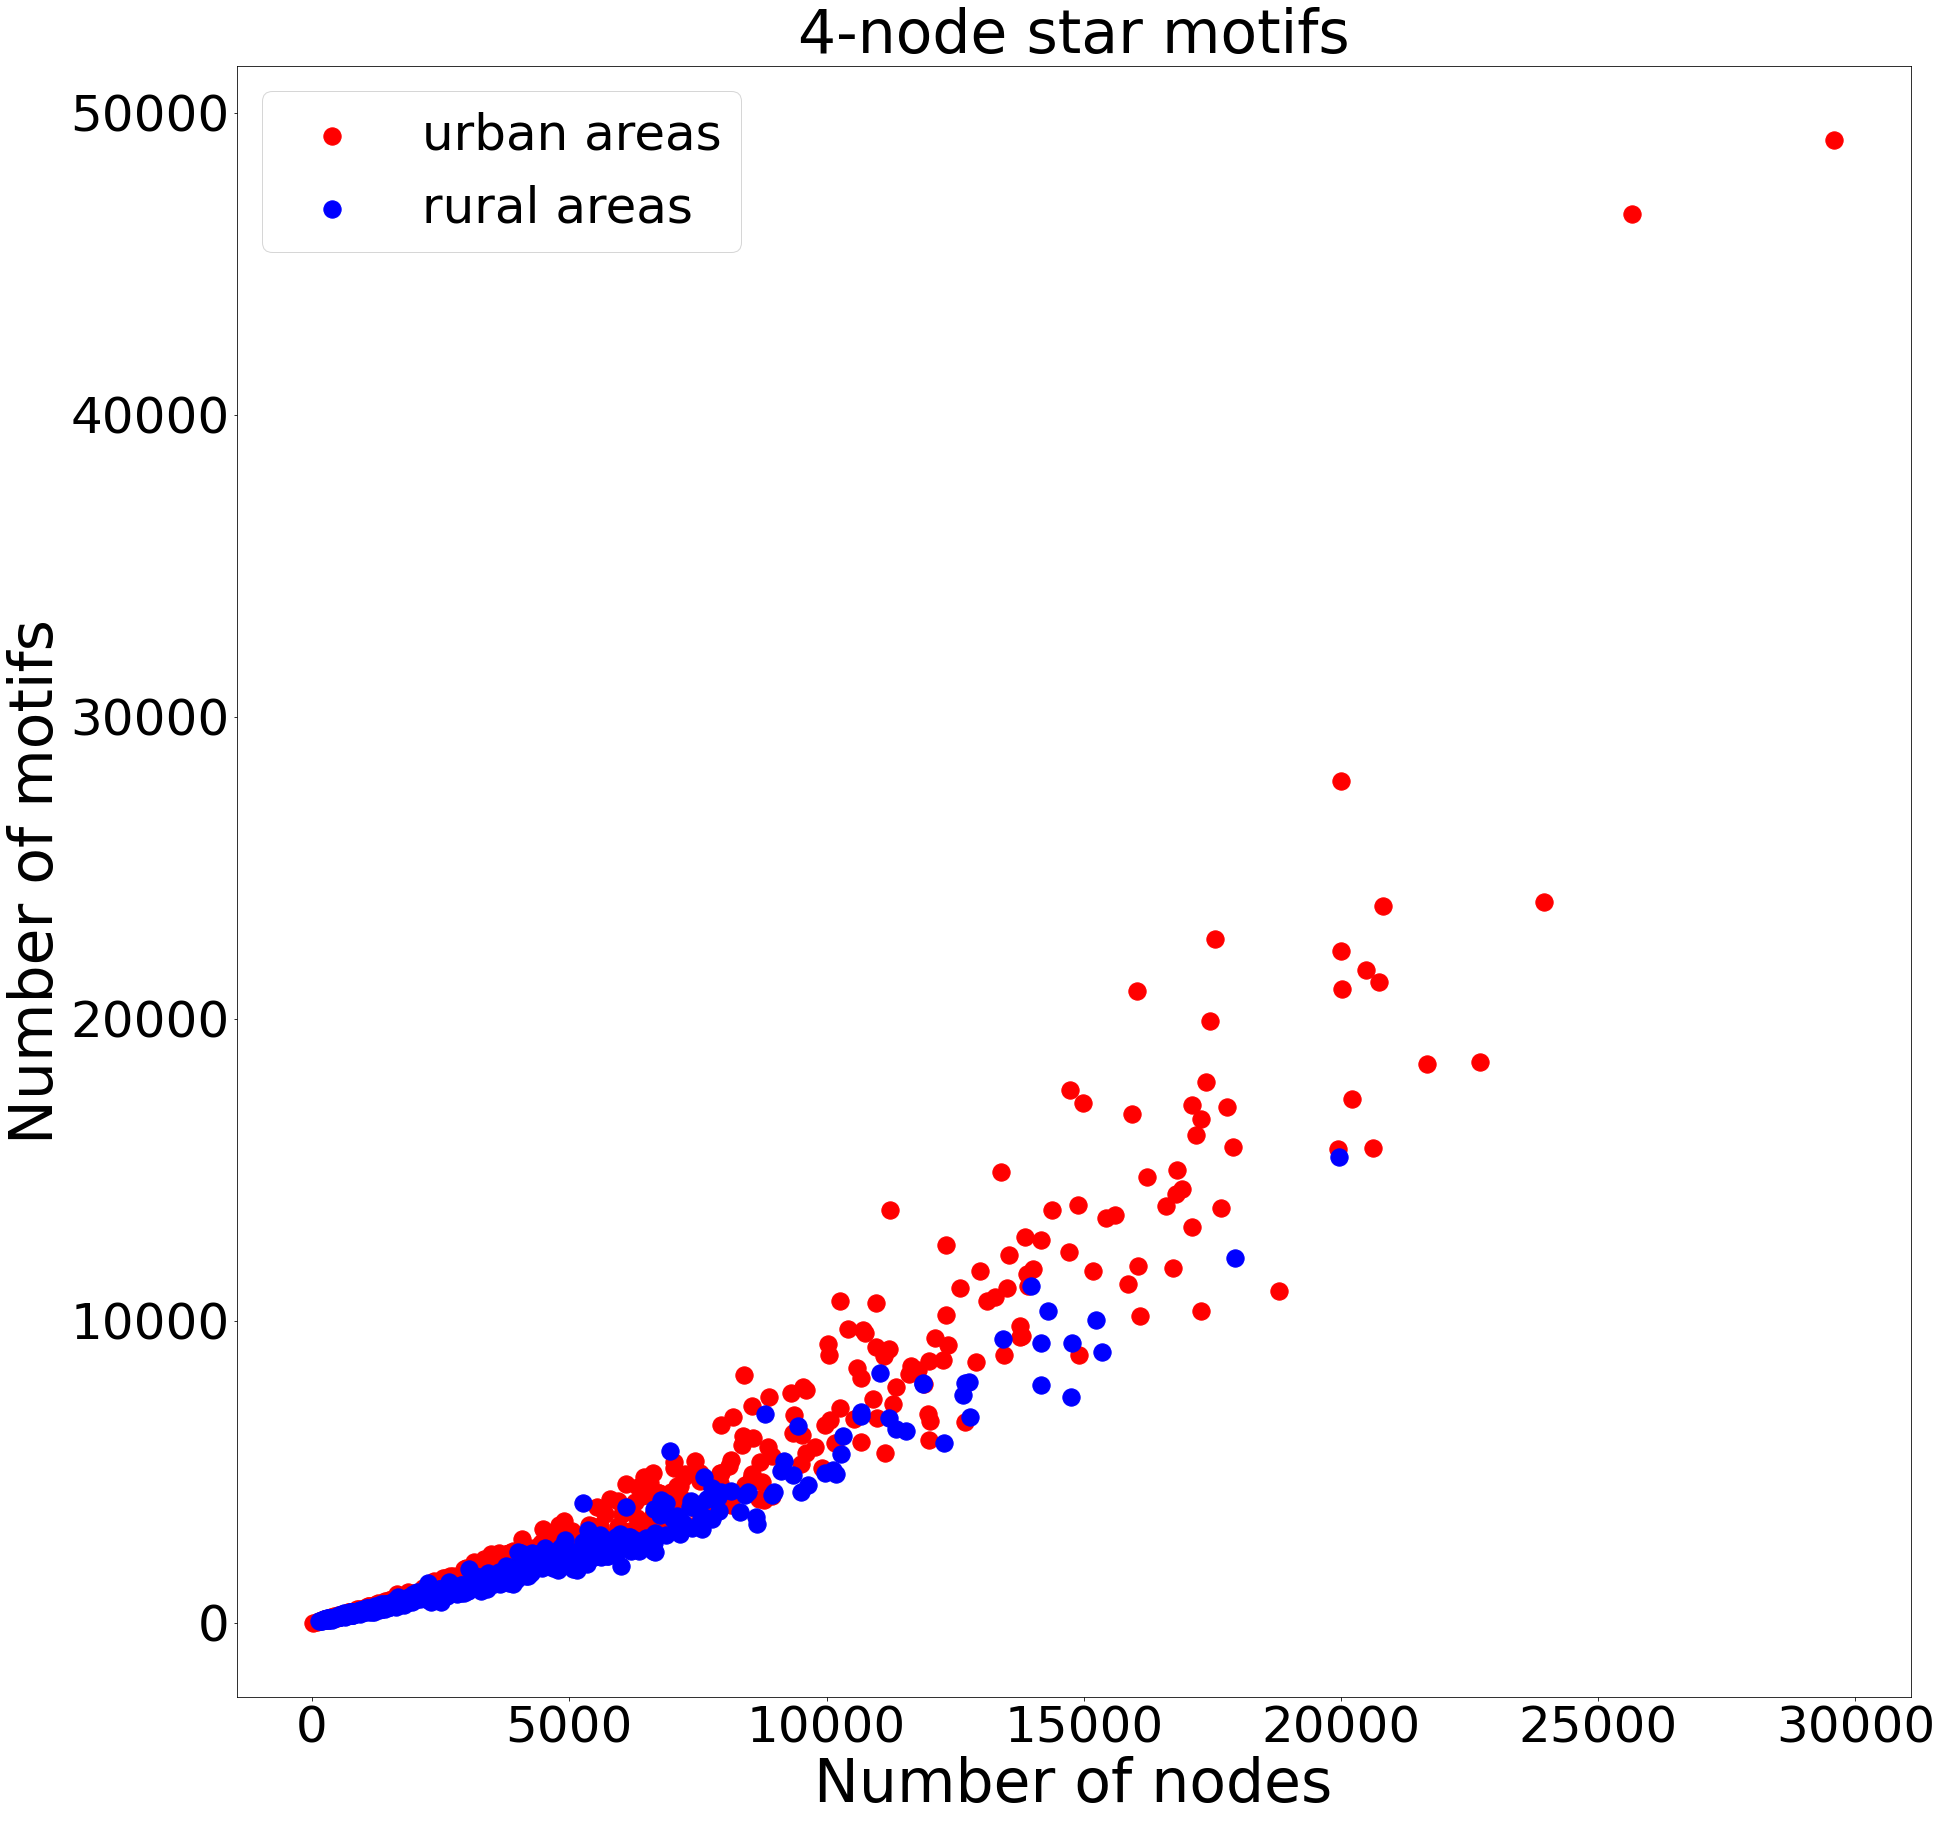 4-node star motifs
urban areas
rural areas
50000
40000
30000
20000
10000
0
Number of motifs
0 5000 10000 15000 20000 25000 30000
Number of nodes